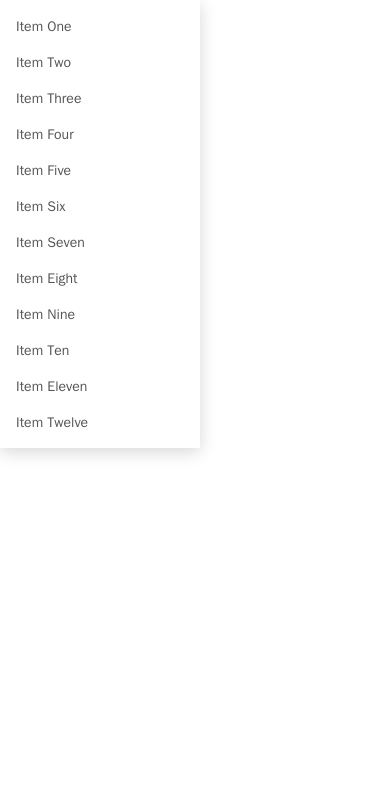 Item One
Item Two
Item Three
Item Four
Item Five
Item Six
Item Seven
Item Eight
Item Nine
Item Ten
Item Eleven
Item Twelve